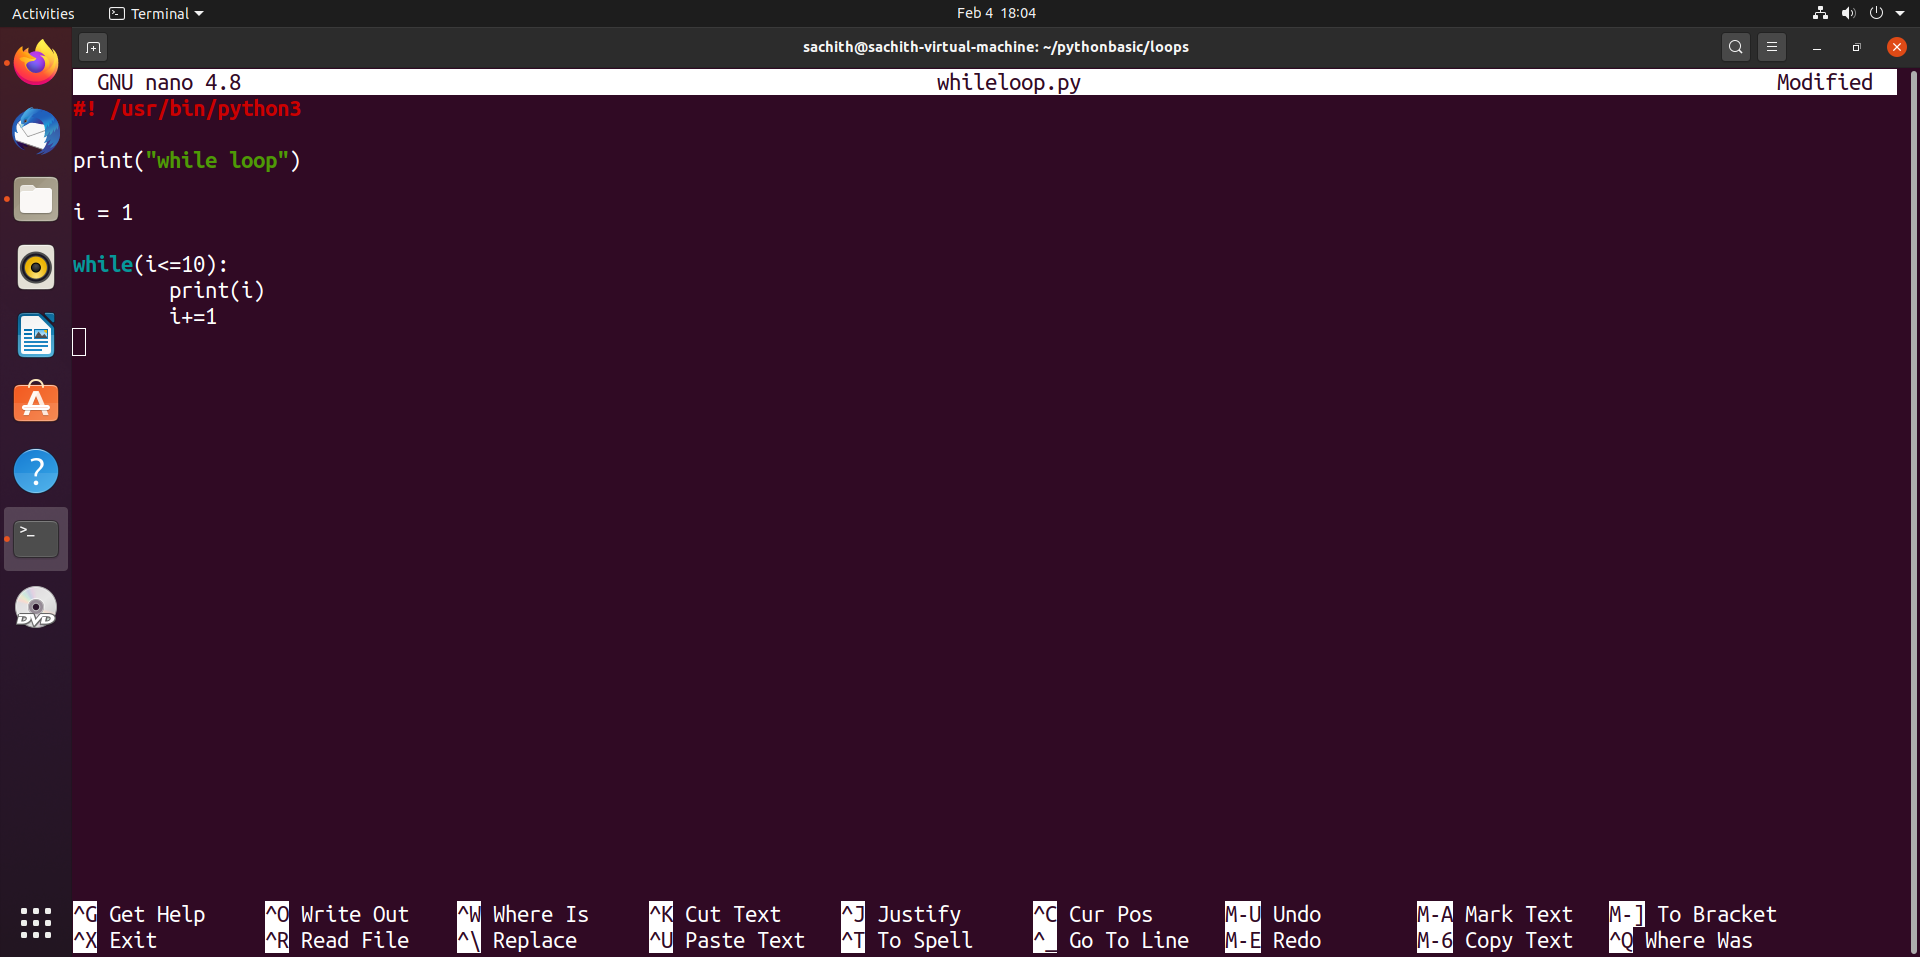 Activities Terminal Feb 4 18:04
sachith@sachith-virtual-machine: ~/pythonbasic/loops
GNU nano 4.8 whileloop.py Modified
#! /usr/bin/python3
print("while loop")
i = 1
while(i<=10):
        print(i)
        i+=1
>_
?
DVD
^G Get Help ^O Write Out ^W Where Is ^K Cut Text ^J Justify ^C Cur Pos M-U Undo M-A Mark Text M-] To Bracket
^X Exit ^R Read File ^\ Replace ^U Paste Text ^T To Spell ^_ Go To Line M-E Redo M-6 Copy Text ^Q Where Was